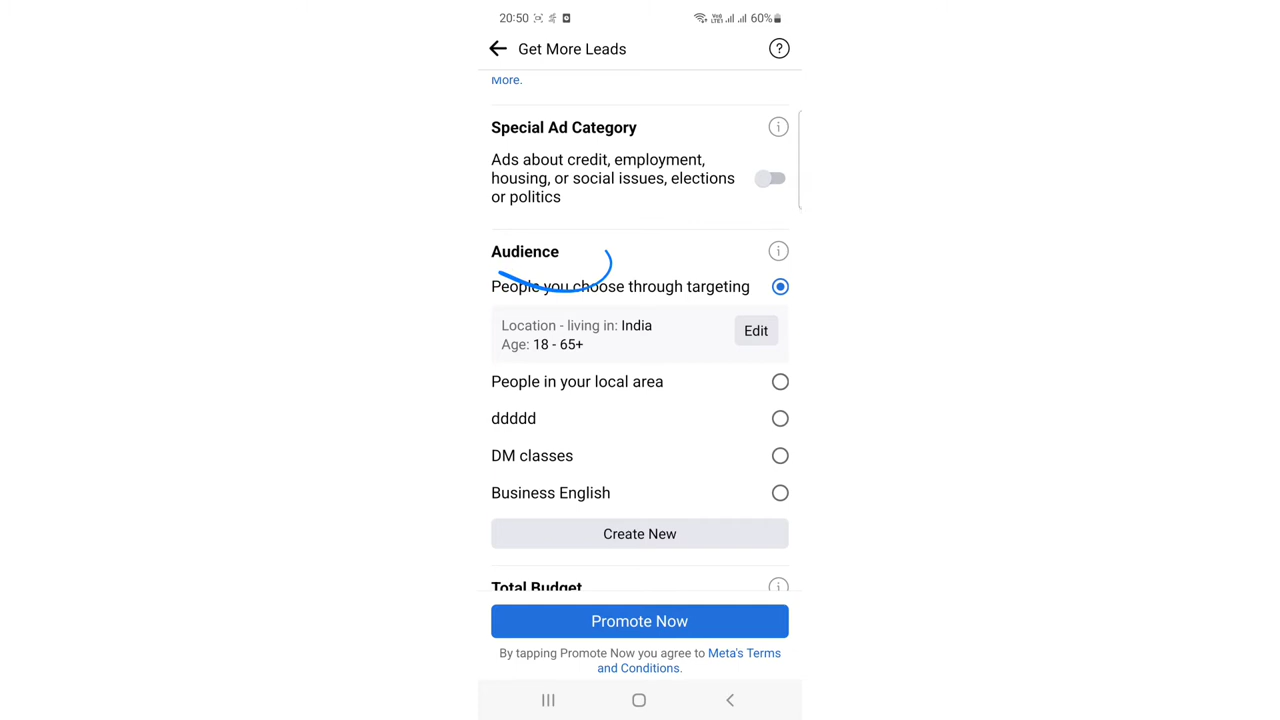 20:50
VoI LTE1 60%
Get More Leads
More.
Special Ad Category
Ads about credit, employment,
housing, or social issues, elections
or politics
Audience
People you choose through targeting
Location - living in: India
Age: 18 - 65+
Edit
People in your local area
ddddd
DM classes
Business English
Create New
Total Budget
Promote Now
By tapping Promote Now you agree to Meta's Terms
and Conditions.